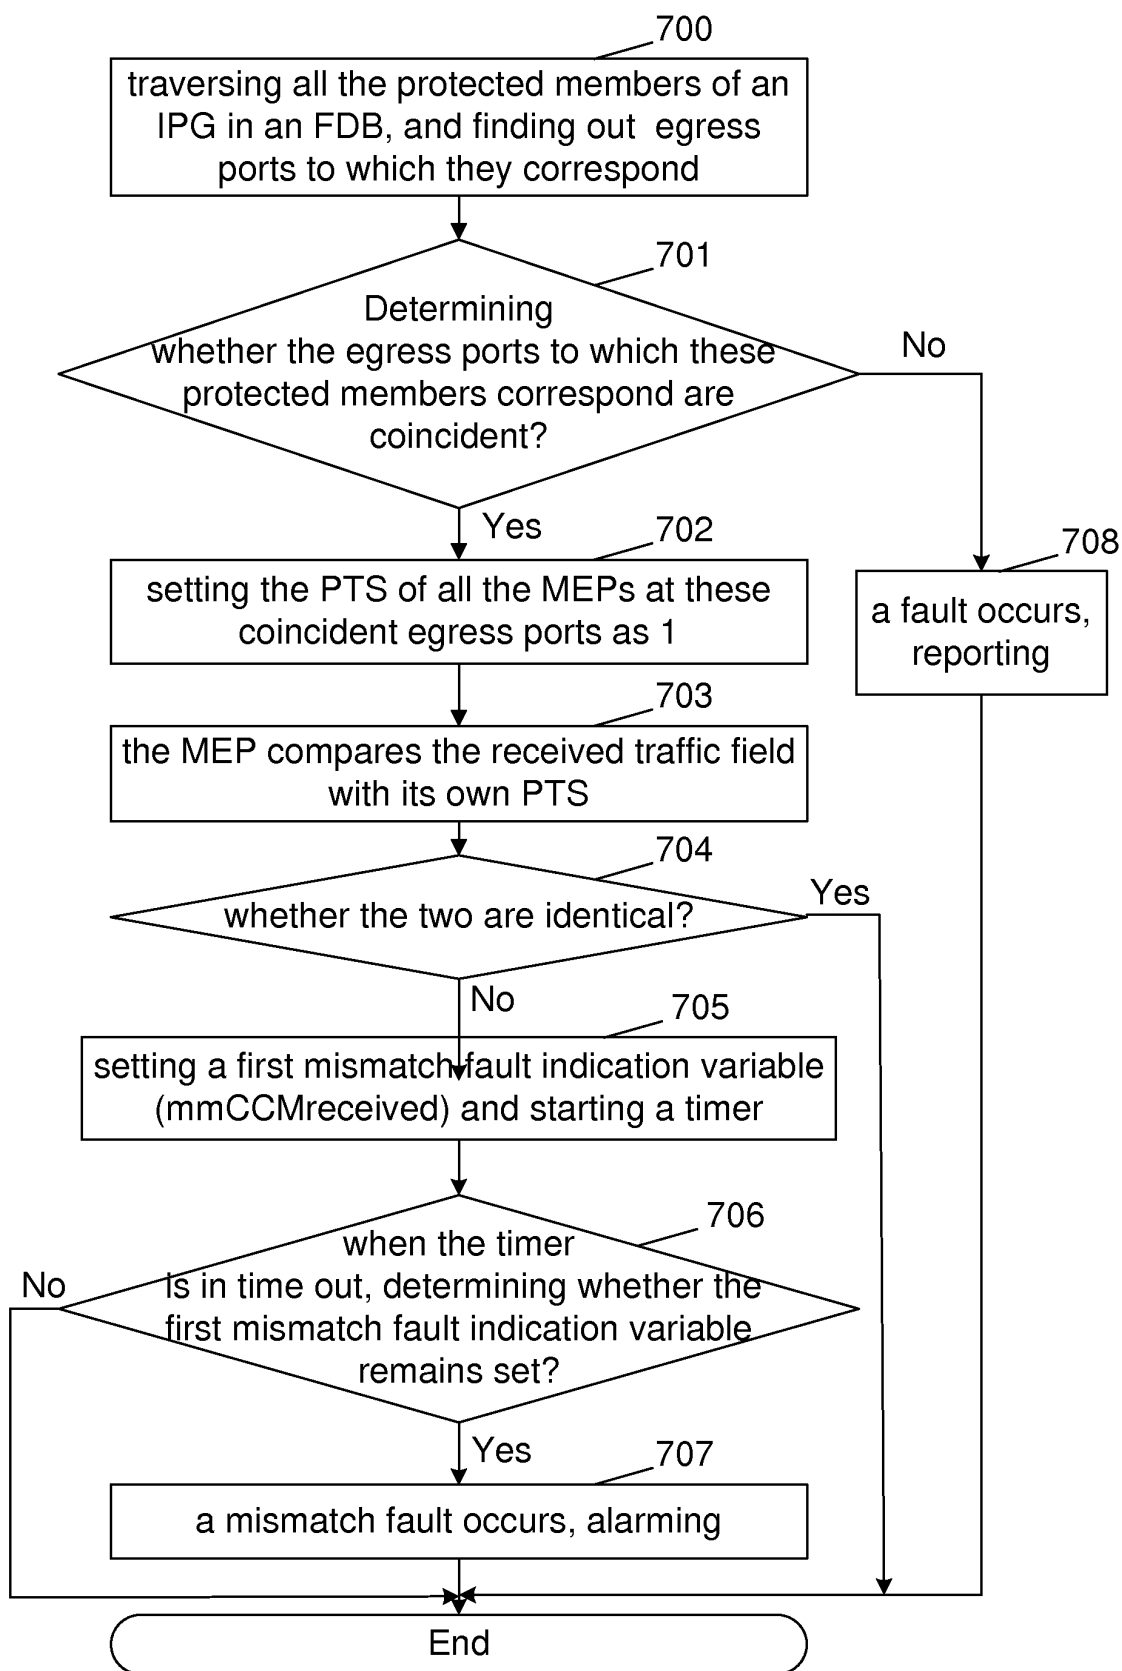 700
traversing all the protected members of an
IPG in an FDB, and finding out egress
ports to which they correspond
701
Determining
whether the egress ports to which these
protected members correspond are
coincident?
No
Yes
702
setting the PTS of all the MEPs at these
coincident egress ports as 1
708
a fault occurs,
reporting
703
the MEP compares the received traffic field
with its own PTS
704
whether the two are identical?
Yes
No
705
setting a first mismatch fault indication variable
(mmCCMreceived) and starting a timer
706
when the timer
is in time out, determining whether the
first mismatch fault indication variable
remains set?
No
Yes
707
a mismatch fault occurs, alarming
End